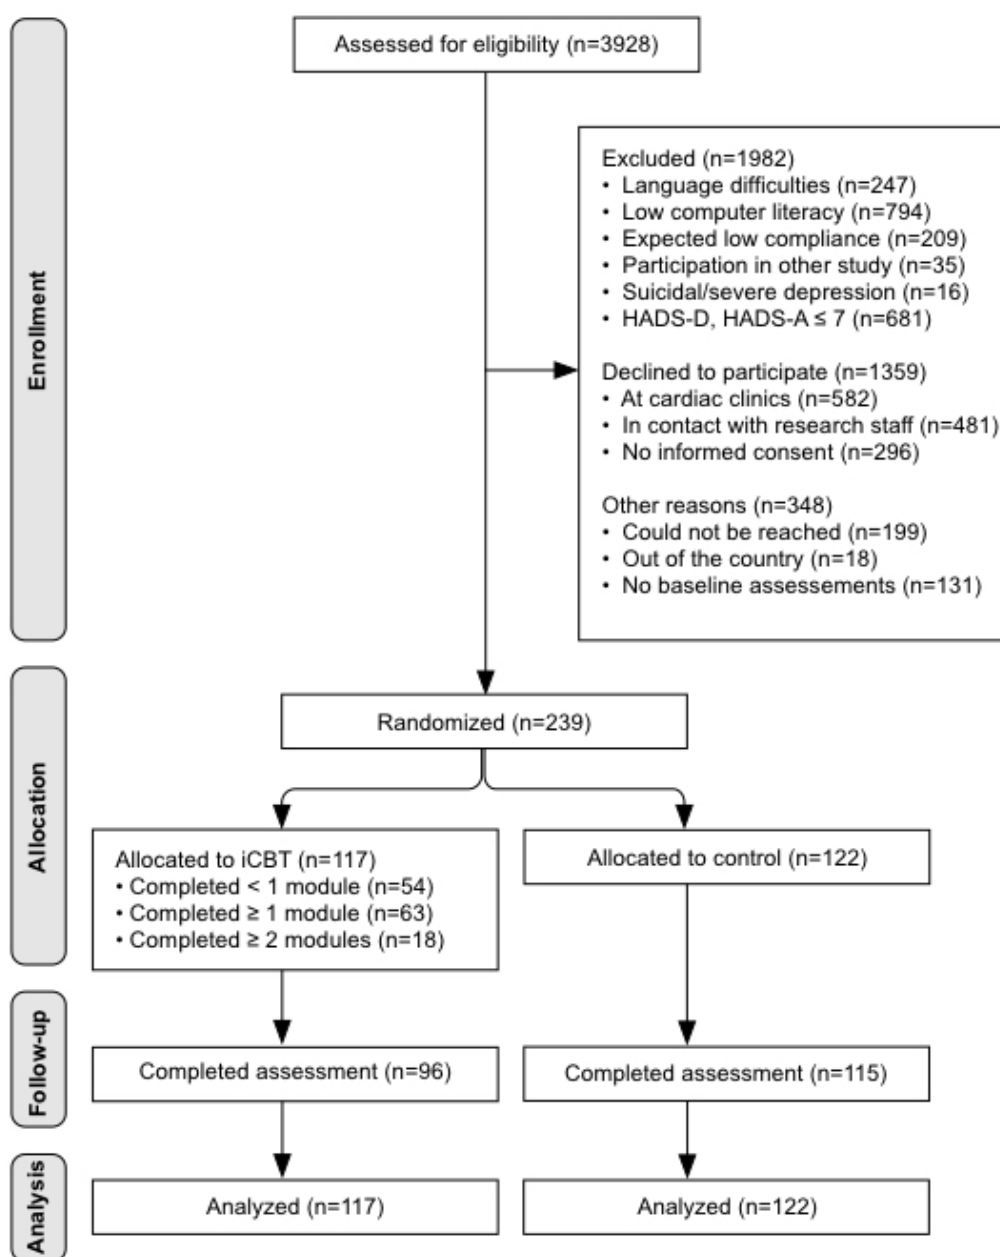 Enrollment
Assessed for eligibility (n=3928)
Excluded (n=1982)
• Language difficulties (n=247)
• Low computer literacy (n=794)
• Expected low compliance (n=209)
• Participation in other study (n=35)
• Suicidal/severe depression (n=16)
• HADS-D, HADS-A ≤ 7 (n=681)
Declined to participate (n=1359)
• At cardiac clinics (n=582)
• In contact with research staff (n=481)
• No informed consent (n=296)
Other reasons (n=348)
• Could not be reached (n=199)
• Out of the country (n=18)
• No baseline assessements (n=131)
Allocation
Randomized (n=239)
Allocated to iCBT (n=117)
• Completed < 1 module (n=54)
• Completed ≥ 1 module (n=63)
• Completed ≥ 2 modules (n=18)
Allocated to control (n=122)
Follow-up
Completed assessment (n=96)
Completed assessment (n=115)
Analysis
Analyzed (n=117)
Analyzed (n=122)